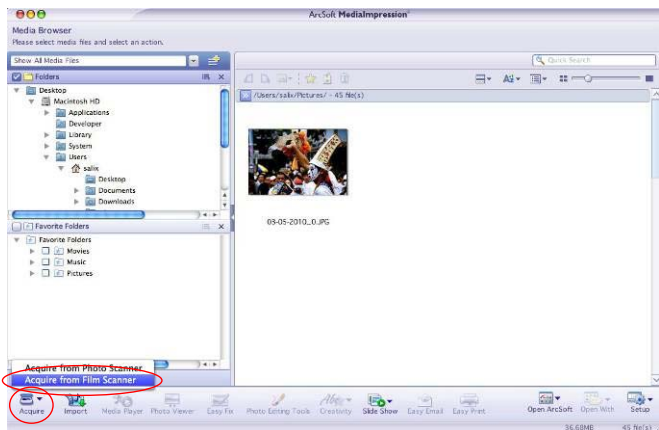 ArcSoft MediaImpression
Media Browser
Please select media files and select an action.
Show All Media Files
Quick Search
Folders
/Users/salix/Pictures/ - 45 file(s)
Desktop
Macintosh HD
Applications
Developer
Library
System
Users
salix
Desktop
Documents
Downloads
03-05-2010_0.JPG
Favorite Folders
Favorite Folders
Movies
Music
Pictures
Acquire from Photo Scanner
Acquire from Film Scanner
Acquire Import Media Player Photo Viewer Easy Fix Photo Editing Tools Creativity Slide Show Easy Email Easy Print Open ArcSoft Open With Setup
36.68MB 45 file(s)